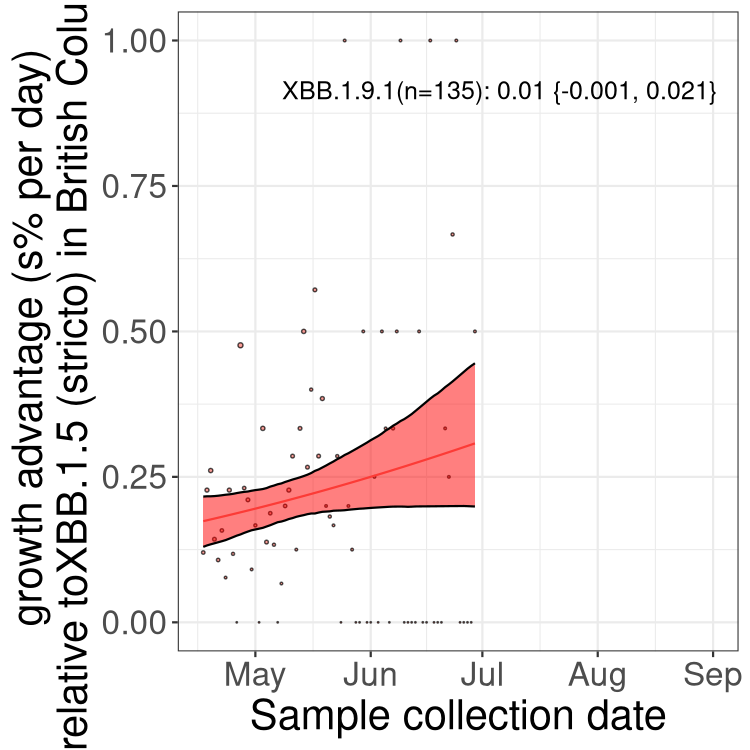 growth advantage (s% per day)
relative toXBB.1.5 (stricto) in British Colu
1.00
0.75
0.50
0.25
0.00
XBB.1.9.1(n=135): 0.01 {-0.001, 0.021}
May Jun Jul Aug Sep
Sample collection date